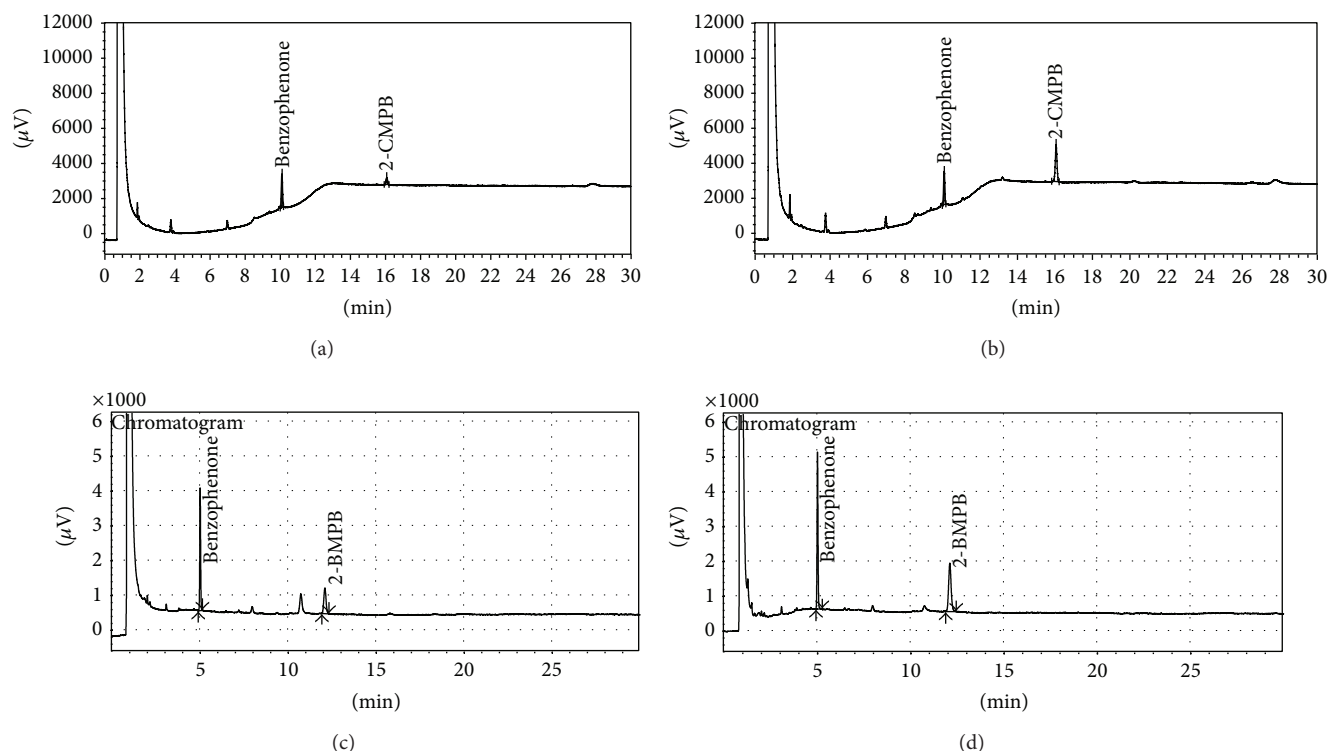 12000
10000
8000
6000
4000
2000
0
(μV)
Benzophenone
2-CMPB
0 2 4 6 8 10 12 14 16 18 20 22 24 26 28 30
(min)
(a)
12000
10000
8000
6000
4000
2000
0
(μV)
Benzophenone
2-CMPB
0 2 4 6 8 10 12 14 16 18 20 22 24 26 28 30
(min)
(b)
×1000
6
Chromatogram
5
4
3
2
1
0
(μV)
Benzophenone
2-BMPB
5 10 15 20 25
(min)
(c)
×1000
6
Chromatogram
5
4
3
2
1
0
(μV)
Benzophenone
2-BMPB
5 10 15 20 25
(min)
(d)